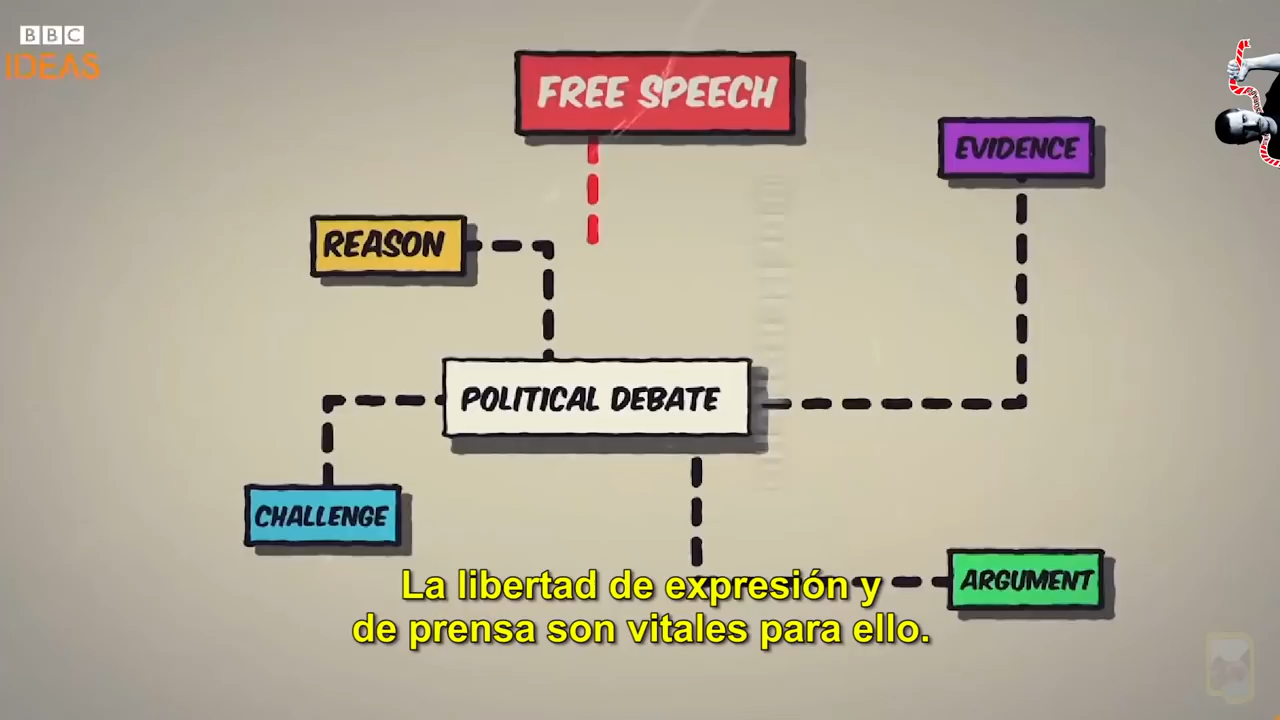 BBC
IDEAS
FREE SPEECH
EVIDENCE
REASON
POLITICAL DEBATE
CHALLENGE
ARGUMENT
La libertad de expresión y
de prensa son vitales para ello.